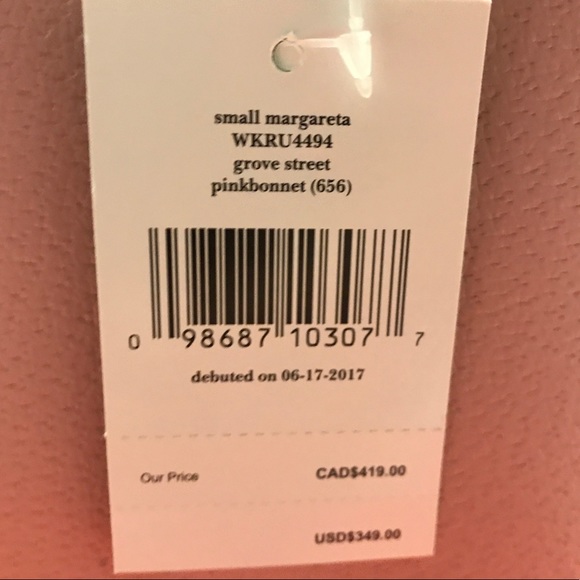 small margareta
WKRU4494
grove street
pinkbonnet (656)
0 98687 10307 7
debuted on 06-17-2017
Our Price CAD$419.00
USD$349.00